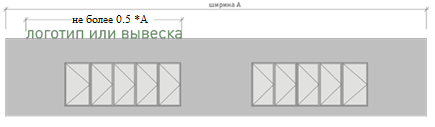 ширина А
не более 0.5 *А
логотип или вывеска